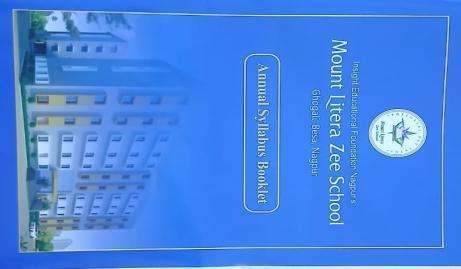 Insight Educational Foundation Nagpur's
Mount Litera Zee School
Ghogali, Besa, Nagpur
Annual Syllabus Booklet